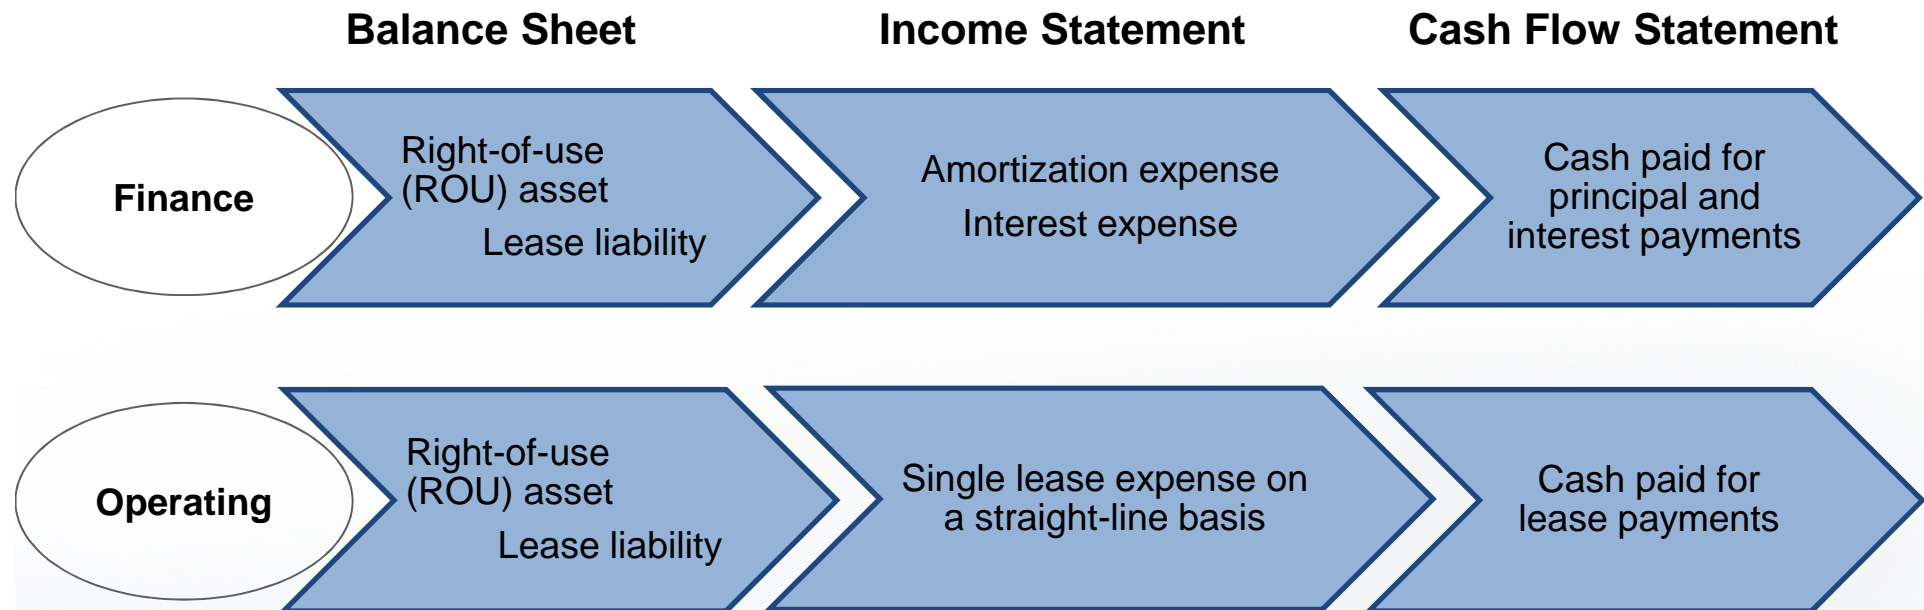 Balance Sheet
Income Statement
Cash Flow Statement
Finance
Right-of-use
(ROU) asset
Lease liability
Amortization expense
Interest expense
Cash paid for
principal and
interest payments
Operating
Right-of-use
(ROU) asset
Lease liability
Single lease expense on
a straight-line basis
Cash paid for
lease payments